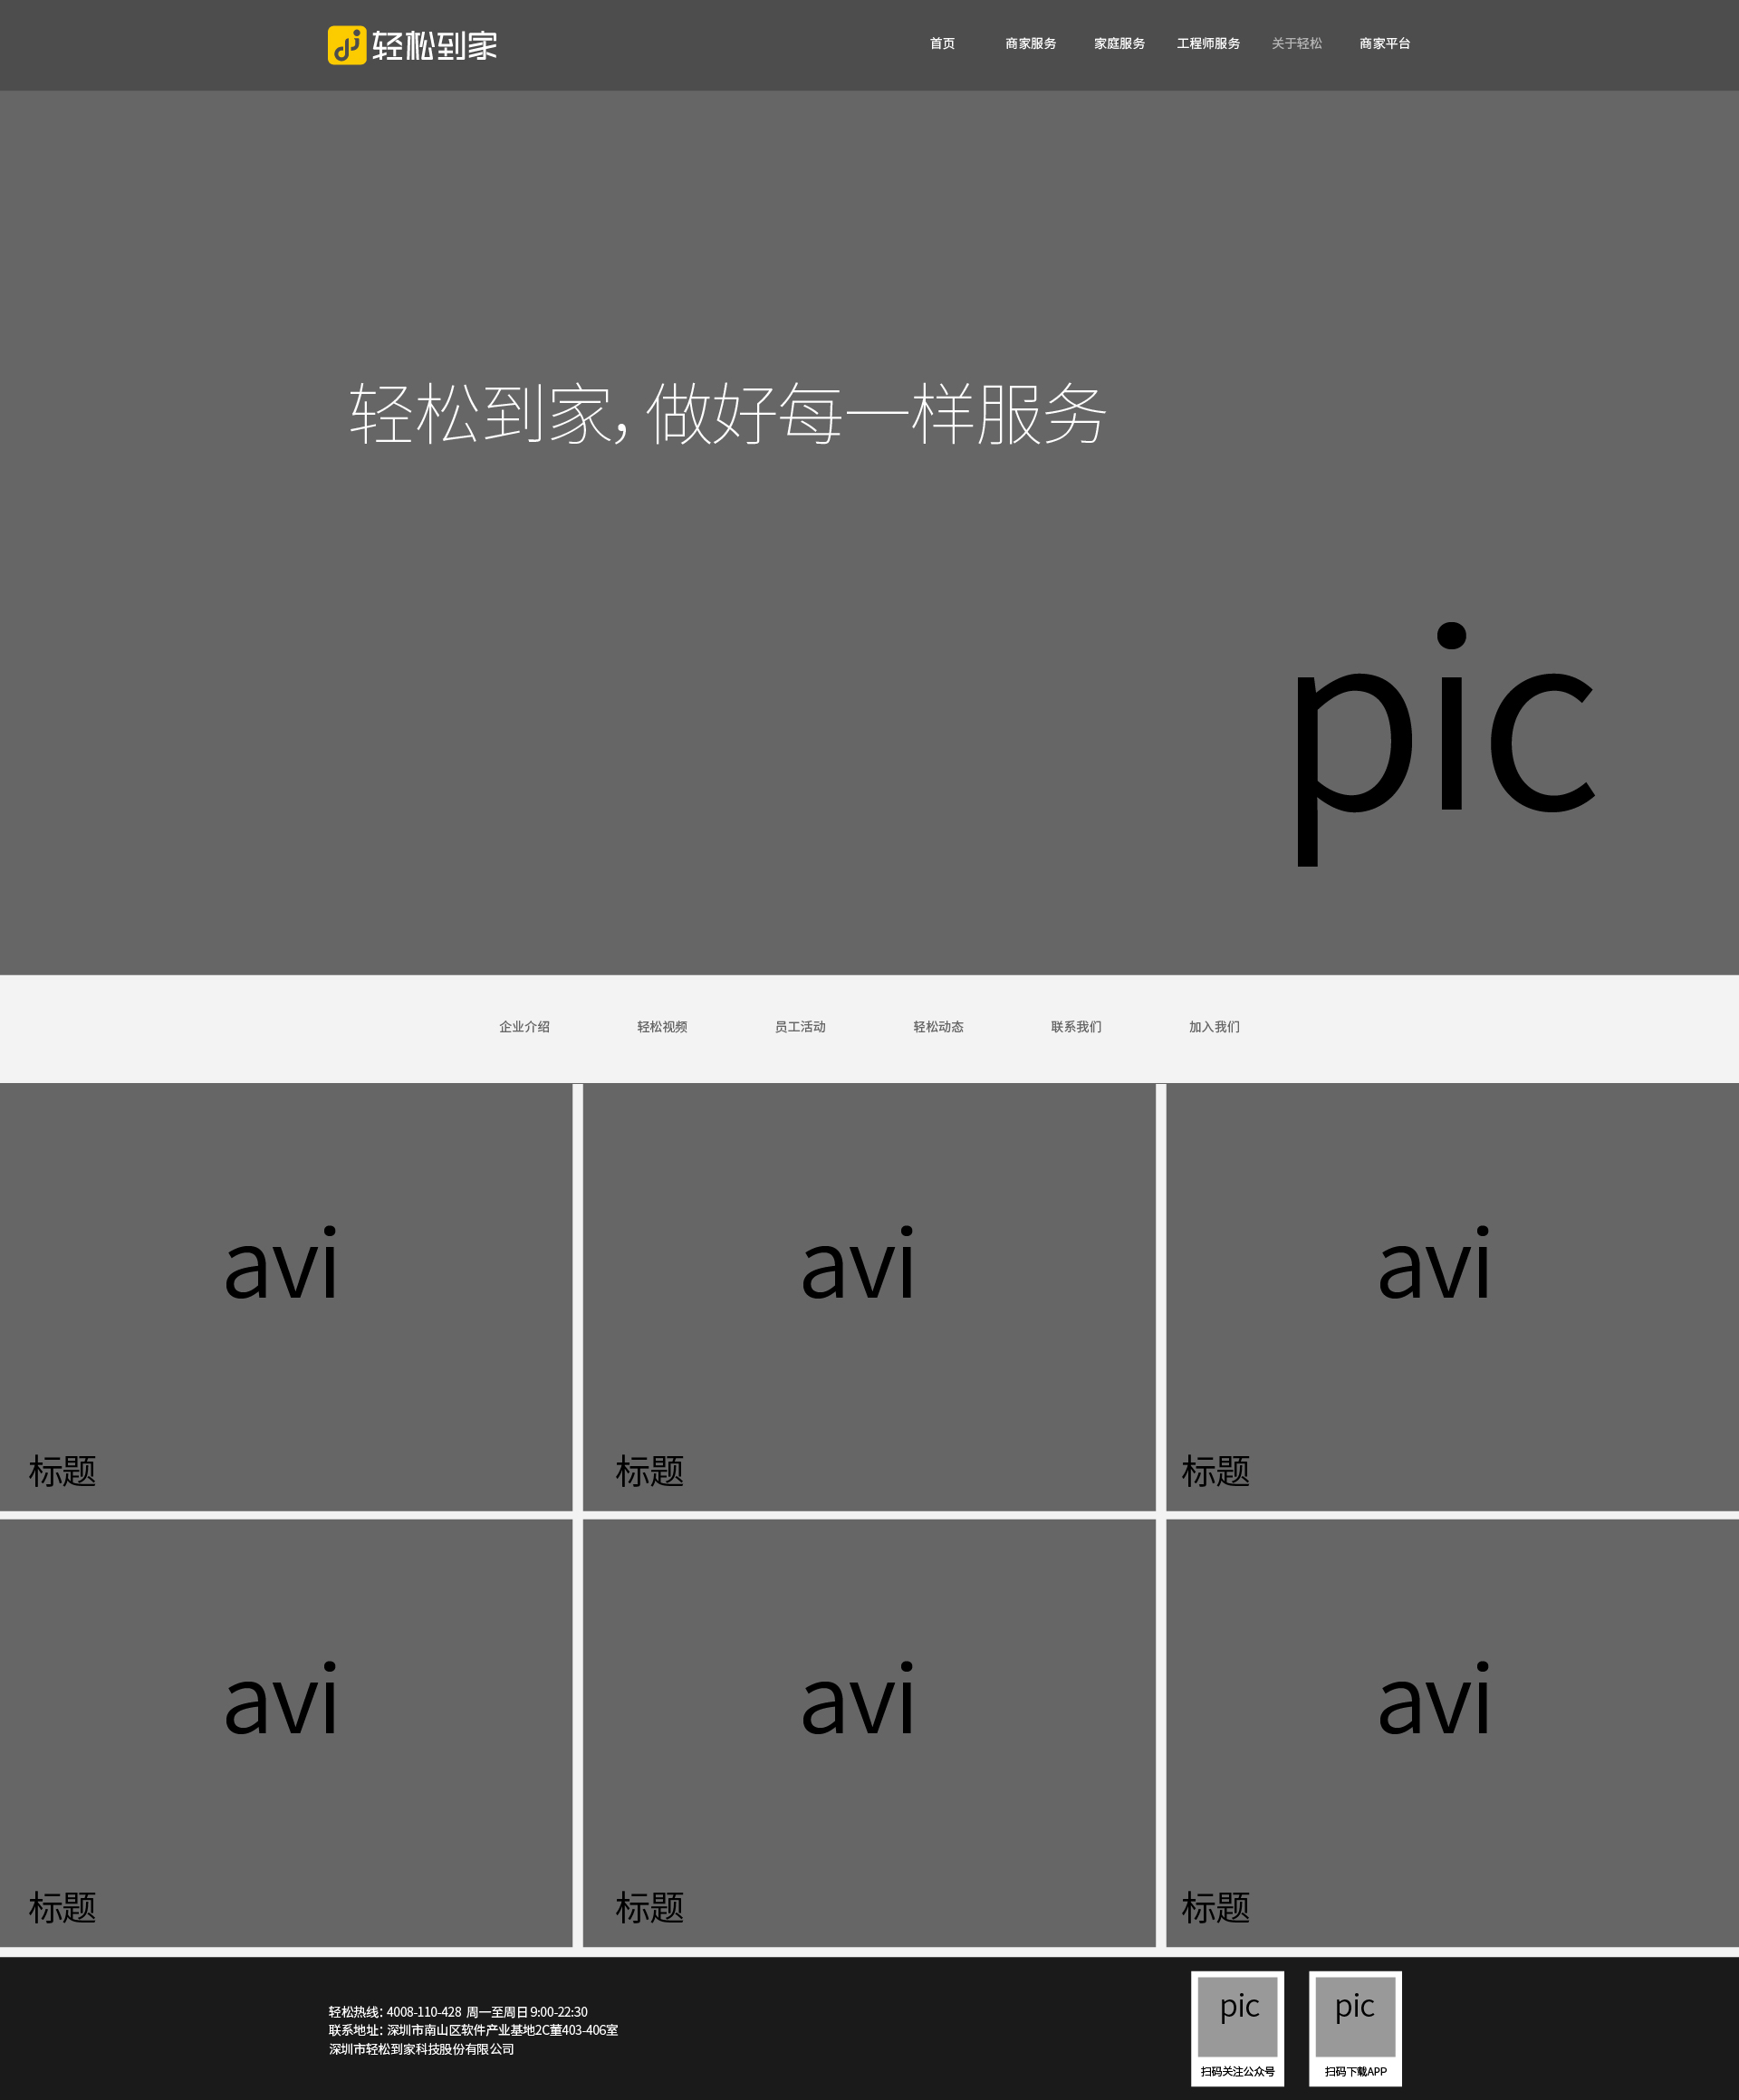 轻松到家
首页 商家服务 家庭服务 工程师服务 关于轻松 商家平台
轻松到家，做好每一样服务
pic
企业介绍 轻松视频 员工活动 轻松动态 联系我们 加入我们
avi avi avi
标题 标题 标题
avi avi avi
标题 标题 标题
轻松热线：4008-110-428 周一至周日9:00-22:30
联系地址：深圳市南山区软件产业基地2C董403-406室
深圳市轻松到家科技股份有限公司
pic pic
扫码关注公众号 扫码下载APP